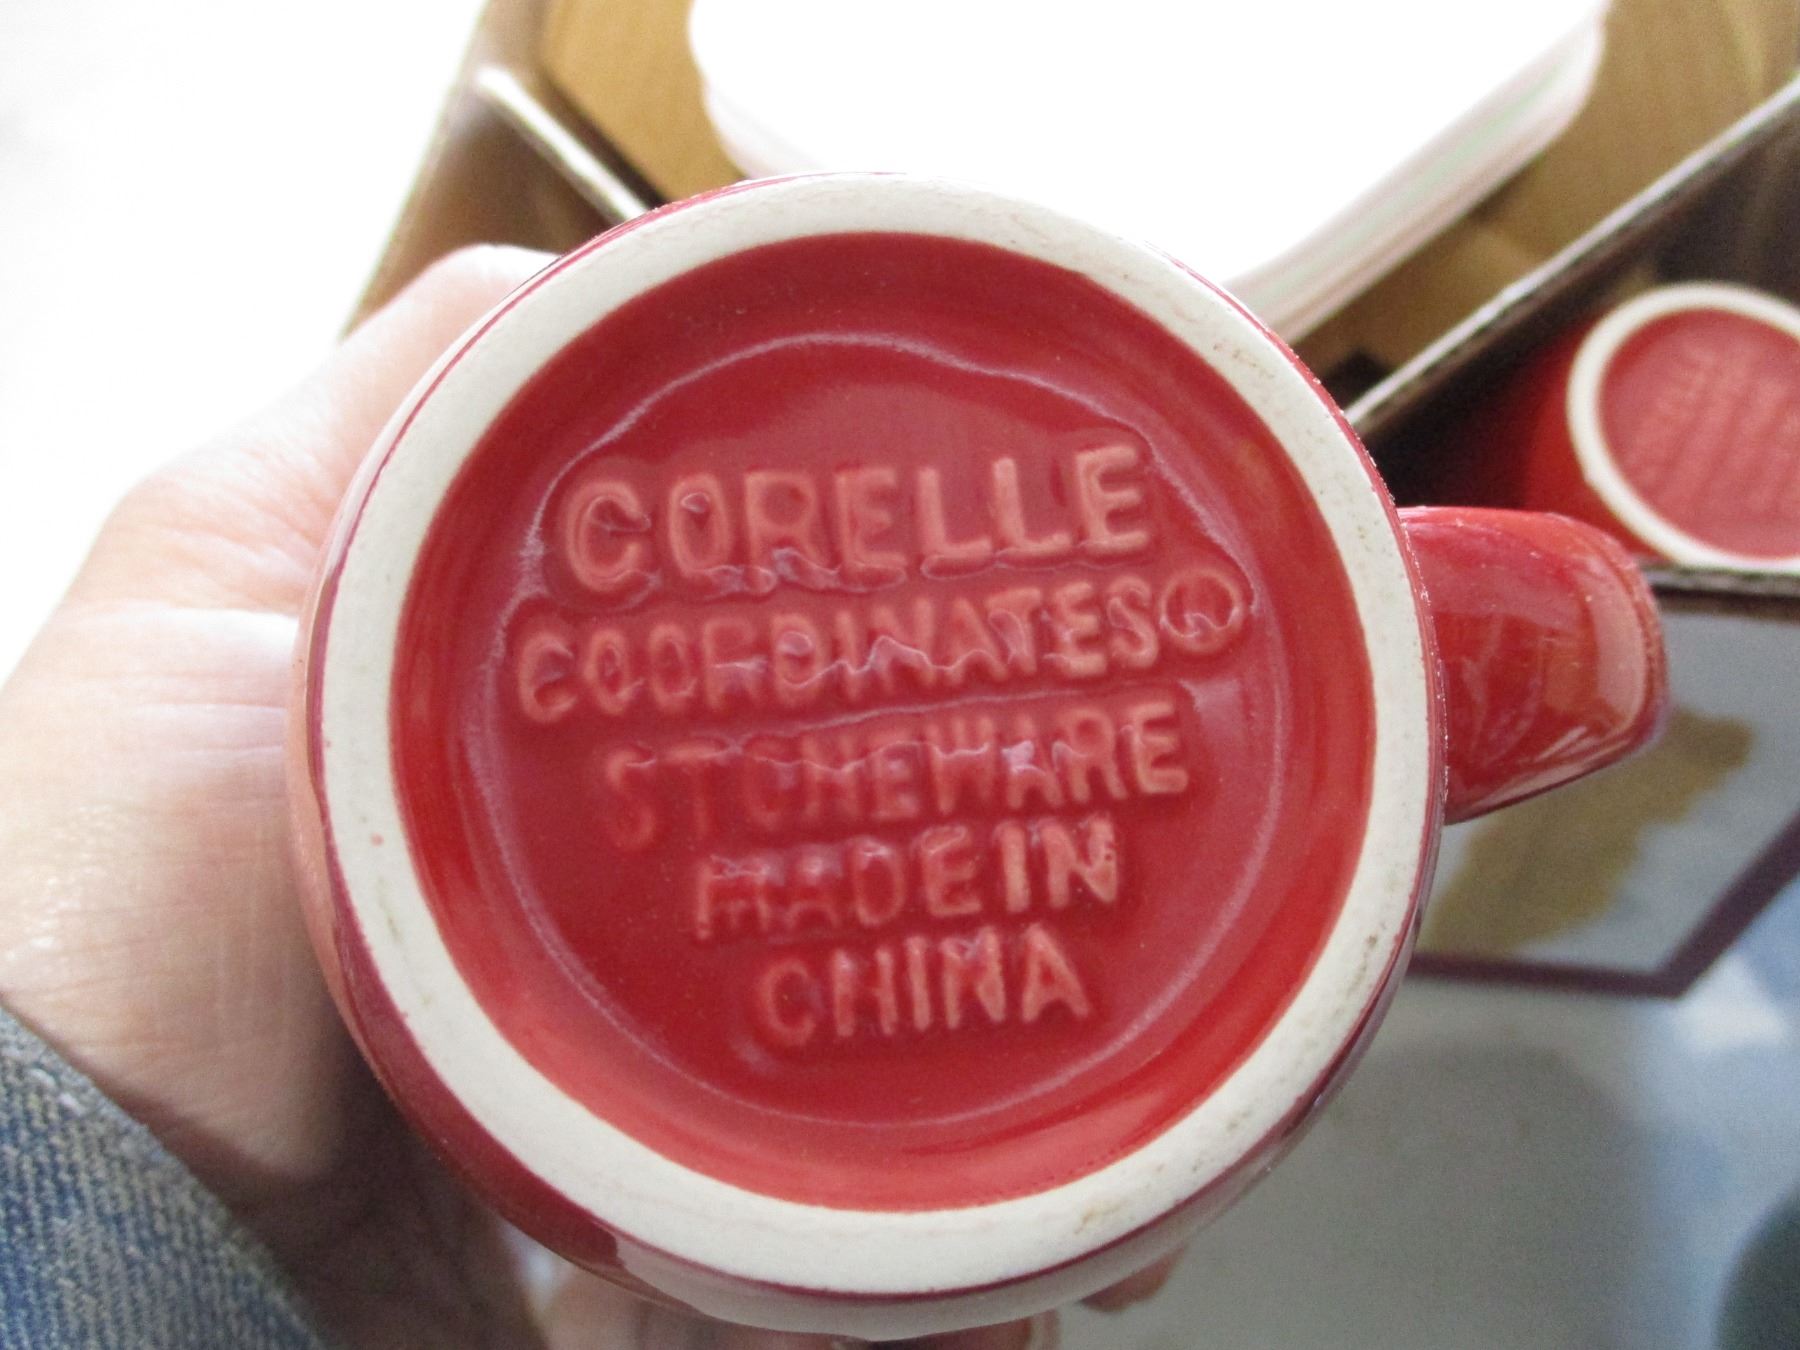 CORELLE
COORDINATES®
STONEWARE
MADE IN
CHINA